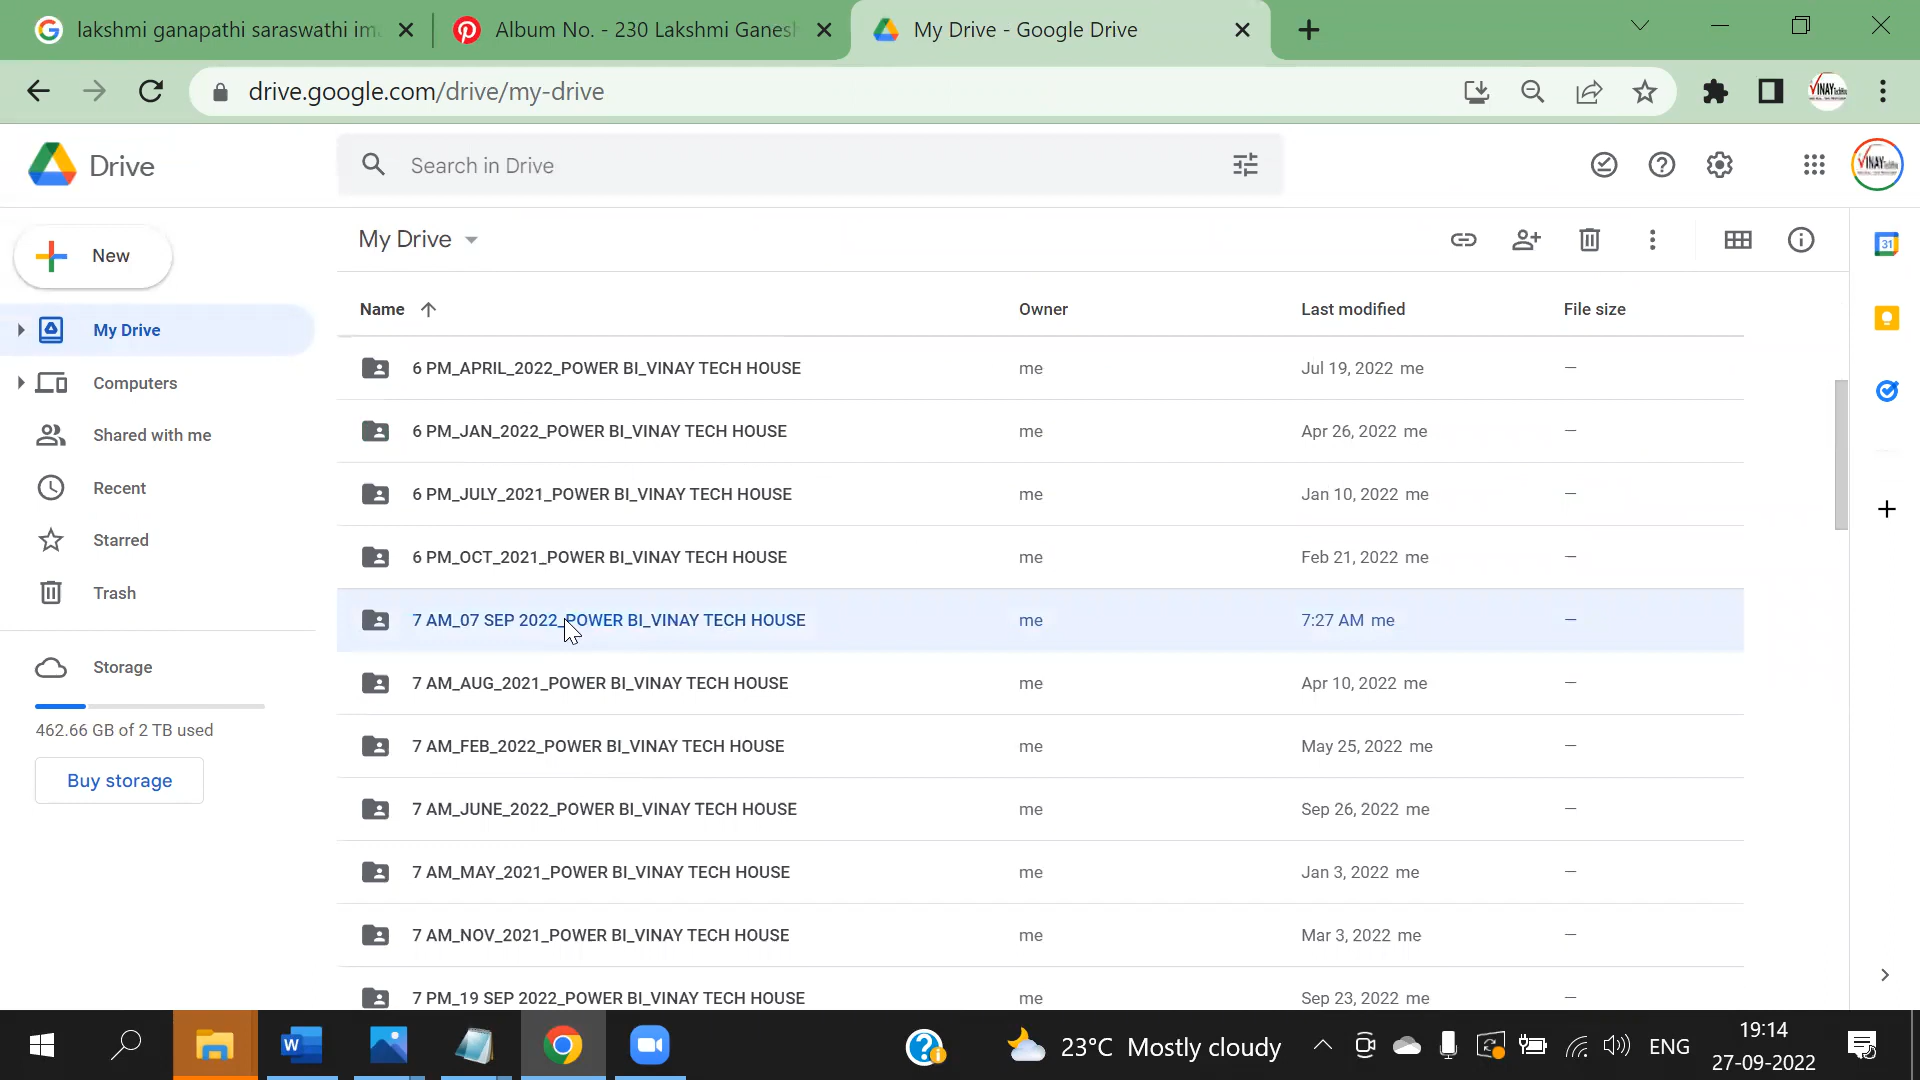 lakshmi ganapathi saraswathi im
Album No. - 230 Lakshmi Ganesh
My Drive - Google Drive
drive.google.com/drive/my-drive
Drive
Search in Drive
New
My Drive
Computers
Shared with me
Recent
Starred
Trash
Storage
462.66 GB of 2 TB used
Buy storage
My Drive
Name Owner Last modified File size
6 PM_APRIL_2022_POWER BI_VINAY TECH HOUSE me Jul 19, 2022 me —
6 PM_JAN_2022_POWER BI_VINAY TECH HOUSE me Apr 26, 2022 me —
6 PM_JULY_2021_POWER BI_VINAY TECH HOUSE me Jan 10, 2022 me —
6 PM_OCT_2021_POWER BI_VINAY TECH HOUSE me Feb 21, 2022 me —
7 AM_07 SEP 2022_POWER BI_VINAY TECH HOUSE me 7:27 AM me —
7 AM_AUG_2021_POWER BI_VINAY TECH HOUSE me Apr 10, 2022 me —
7 AM_FEB_2022_POWER BI_VINAY TECH HOUSE me May 25, 2022 me —
7 AM_JUNE_2022_POWER BI_VINAY TECH HOUSE me Sep 26, 2022 me —
7 AM_MAY_2021_POWER BI_VINAY TECH HOUSE me Jan 3, 2022 me —
7 AM_NOV_2021_POWER BI_VINAY TECH HOUSE me Mar 3, 2022 me —
7 PM_19 SEP 2022_POWER BI_VINAY TECH HOUSE me Sep 23, 2022 me —
VINAY
31
23°C Mostly cloudy
ENG
19:14
27-09-2022